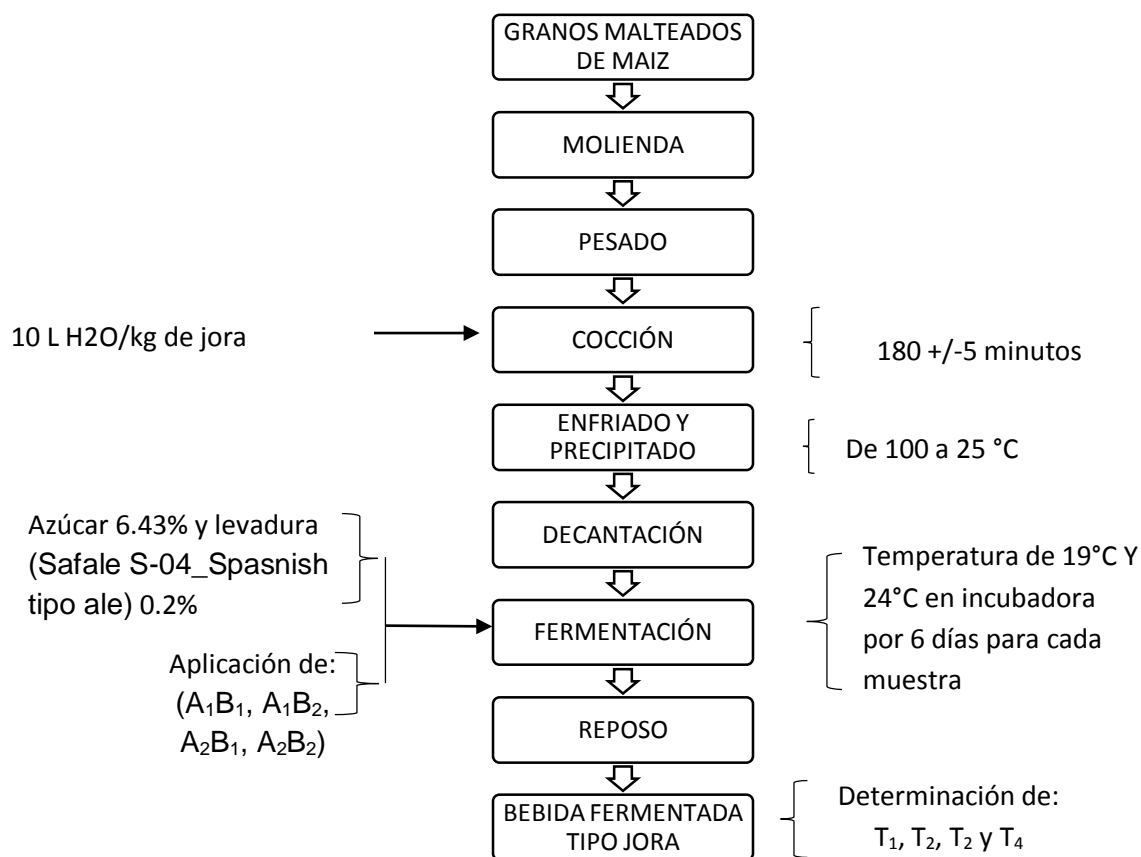 GRANOS MALTEADOS
DE MAIZ
MOLIENDA
PESADO
10 L H2O/kg de jora
COCCIÓN
180 +/-5 minutos
ENFRIADO Y
PRECIPITADO
De 100 a 25 °C
DECANTACIÓN
Azúcar 6.43% y levadura
(Safale S-04_Spasnish
tipo ale) 0.2%
Aplicación de:
(A₁B₁, A₁B₂,
A₂B₁, A₂B₂)
FERMENTACIÓN
Temperatura de 19°C Y
24°C en incubadora
por 6 días para cada
muestra
REPOSO
BEBIDA FERMENTADA
TIPO JORA
Determinación de:
T₁, T₂, T₂ y T₄